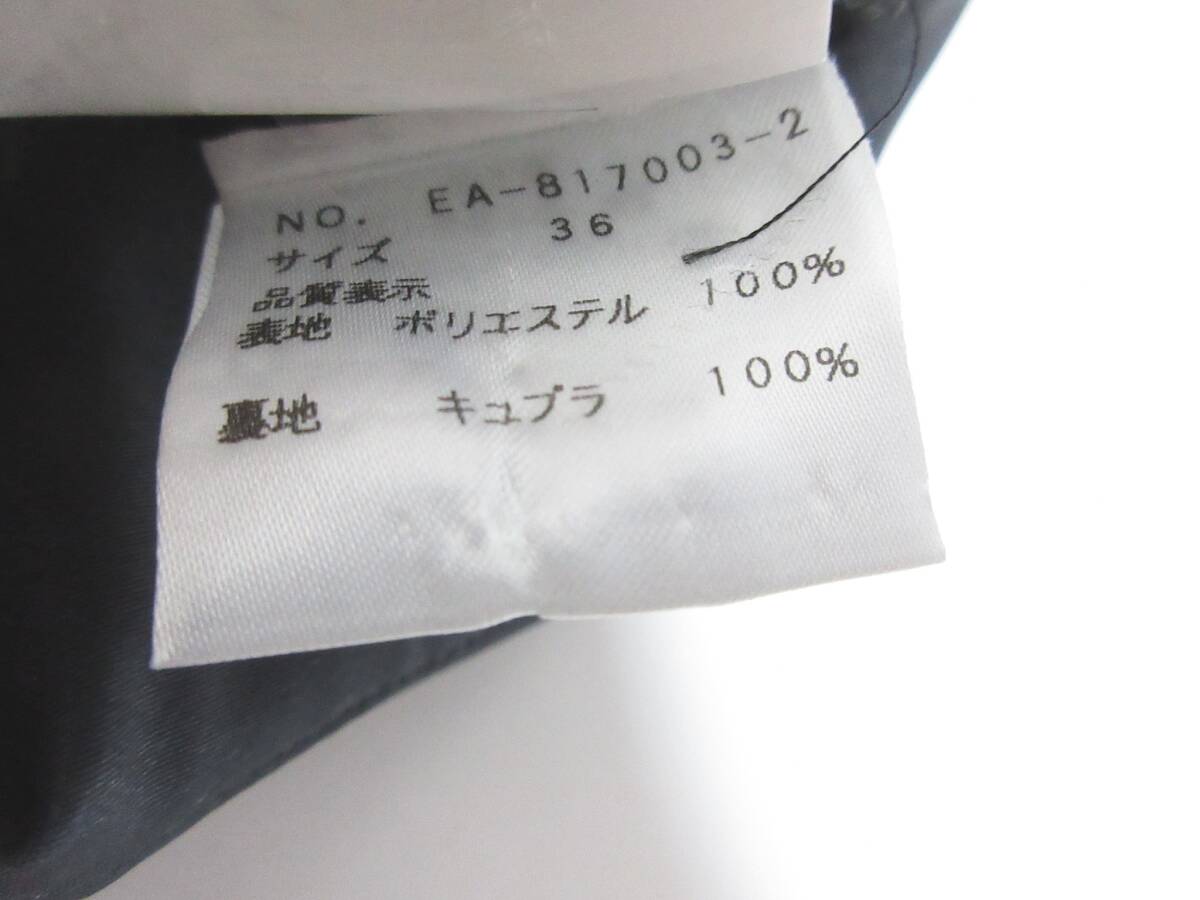 NO. EA-817003-2
サイズ 36
品質表示
表地 ポリエステル 100%
裏地 キュプラ 100%